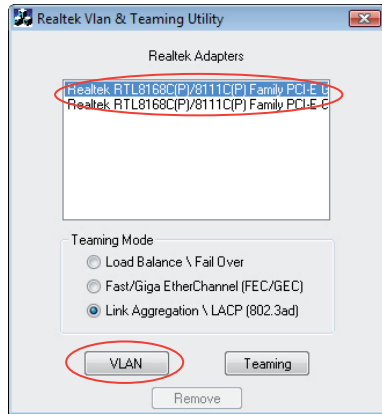 Realtek Vlan & Teaming Utility
Realtek Adapters
Realtek RTL8168C(P)/8111C(P) Family PCI-E
Realtek RTL8168C(P)/8111C(P) Family PCI-E
Teaming Mode
Load Balance \ Fail Over
Fast/Giga EtherChannel (FEC/GEC)
Link Aggregation \ LACP (802.3ad)
VLAN
Teaming
Remove